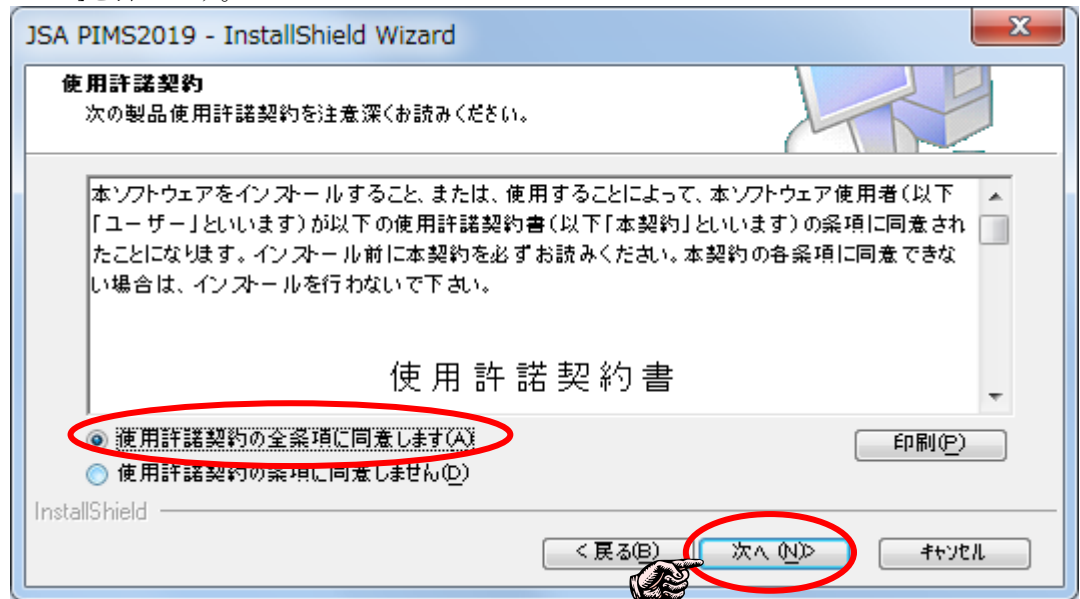 JSA PIMS2019 - InstallShield Wizard
使用許諾契約
次の製品使用許諾契約を注意深くお読みください。
本ソフトウェアをインストールすること、または、使用することによって、本ソフトウェア使用者(以下
「ユーザー」といいます)が以下の使用許諾契約書(以下「本契約」といいます)の条項に同意され
たことになります。インストール前に本契約を必ずお読みください。本契約の各条項に同意できな
い場合は、インストールを行わないで下さい。
使用許諾契約書
使用許諾契約の全条項に同意します(A)
印刷(P)
使用許諾契約の条項に同意しません(D)
InstallShield
< 戻る(B)
次へ (N)>
キャンセル